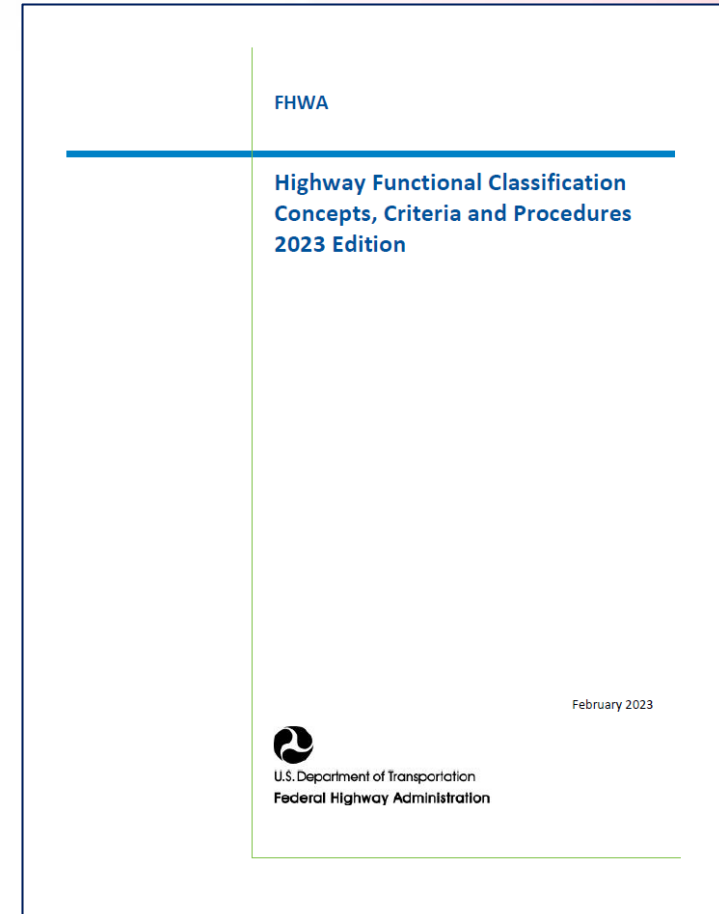 FHWA
Highway Functional Classification
Concepts, Criteria and Procedures
2023 Edition
February 2023
U.S. Department of Transportation
Federal Highway Administration